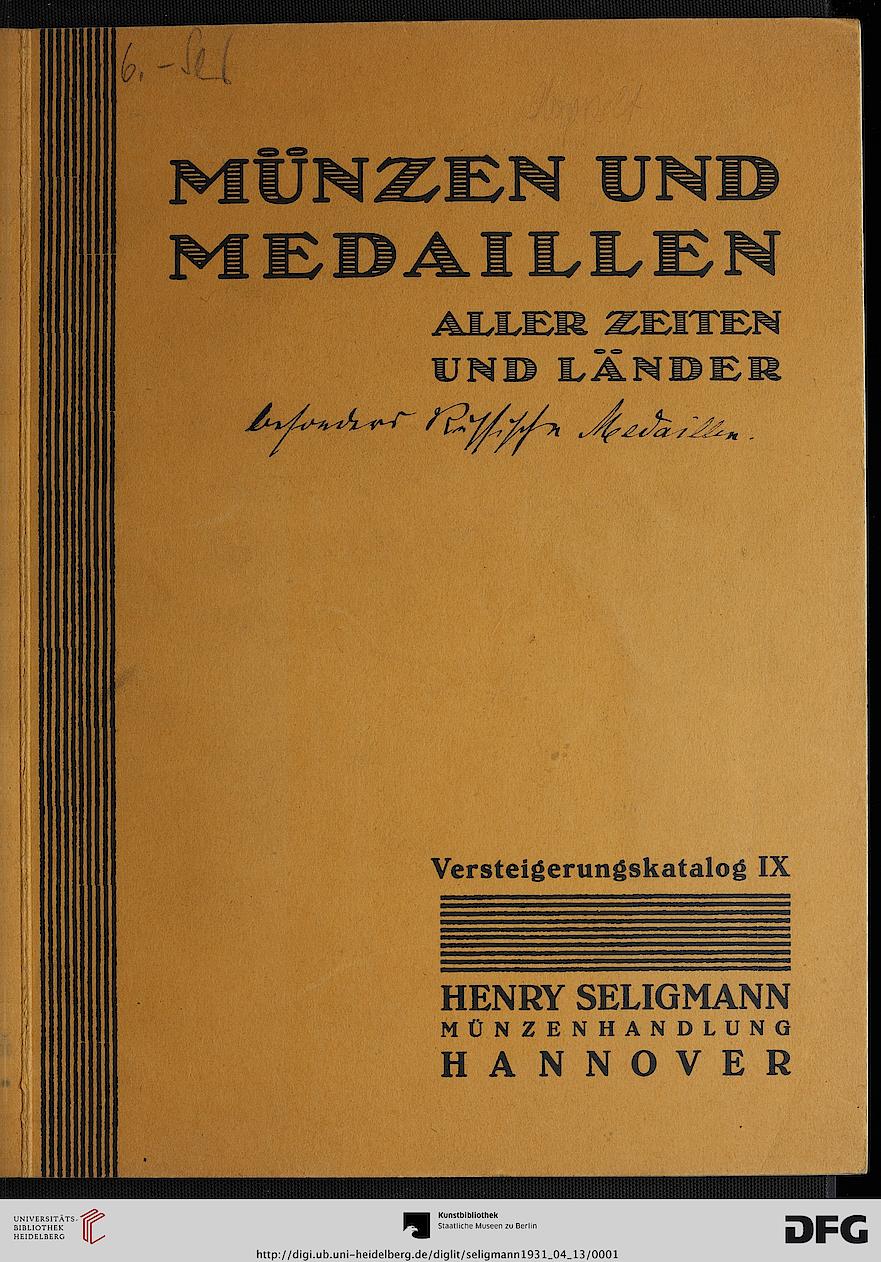 6. – Sel
MÜNZEN UND
MEDAILLEN
ALLER ZEITEN
UND LÄNDER
besonders Russische Medaillen.
Versteigerungskatalog IX
HENRY SELIGMANN
MÜNZENHANDLUNG
HANNOVER
UNIVERSITÄTS-
BIBLIOTHEK
HEIDELBERG
Kunstbibliothek
Staatliche Museen zu Berlin
DFG
http://digi.ub.uni-heidelberg.de/diglit/seligmann1931_04_13/0001